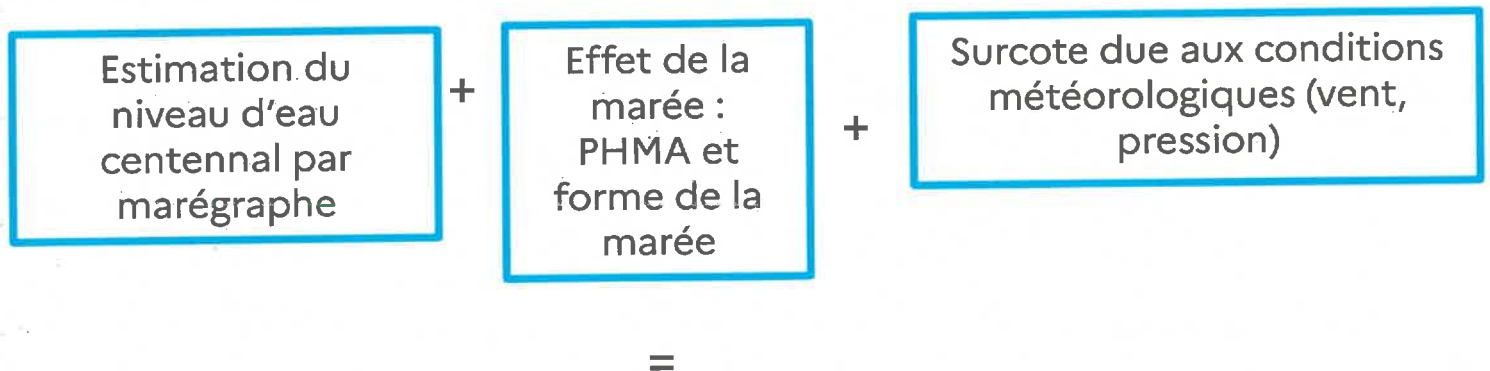 Estimation du
niveau d'eau
centennal par
marégraphe
+
Effet de la
marée :
PHMA et
forme de la
marée
+
Surcote due aux conditions
météorologiques (vent,
pression)
=